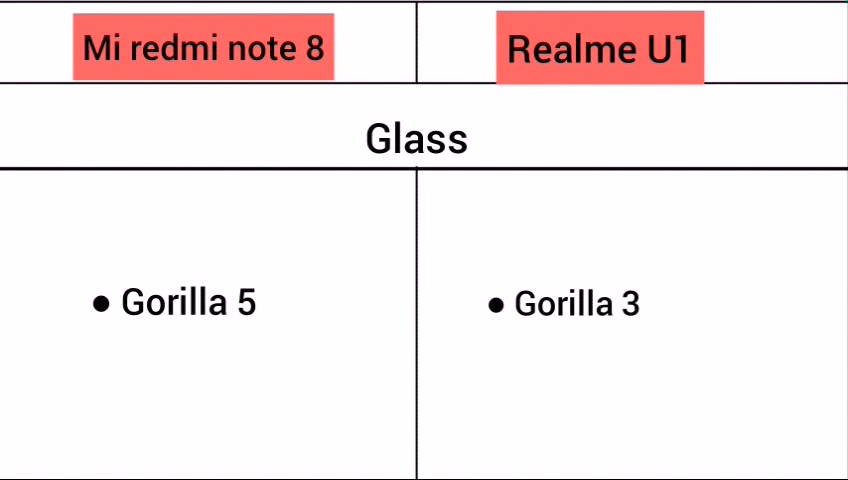 Mi redmi note 8
Realme U1
Glass
• Gorilla 5
• Gorilla 3